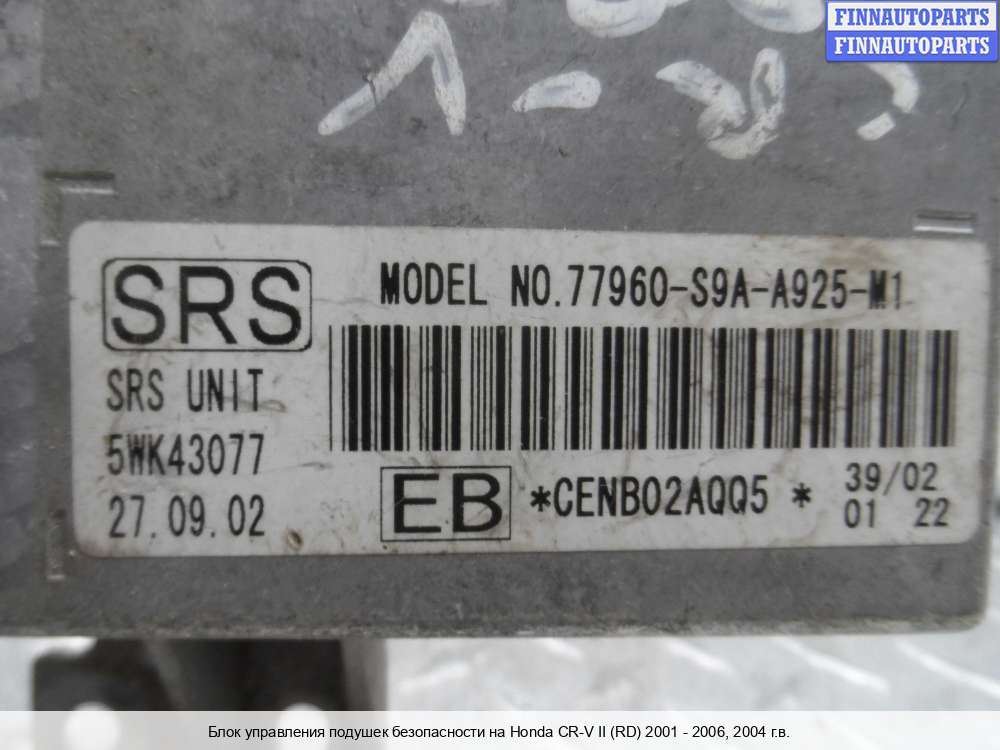 FINNAUTOPARTS
FINNAUTOPARTS
CR-V
SRS
MODEL NO.77960-S9A-A925-M1
SRS UNIT
5WK43077
27.09.02
EB
*CENB02AQQ5 *
39/02
01 22
Блок управления подушек безопасности на Honda CR-V II (RD) 2001 - 2006, 2004 г.в.